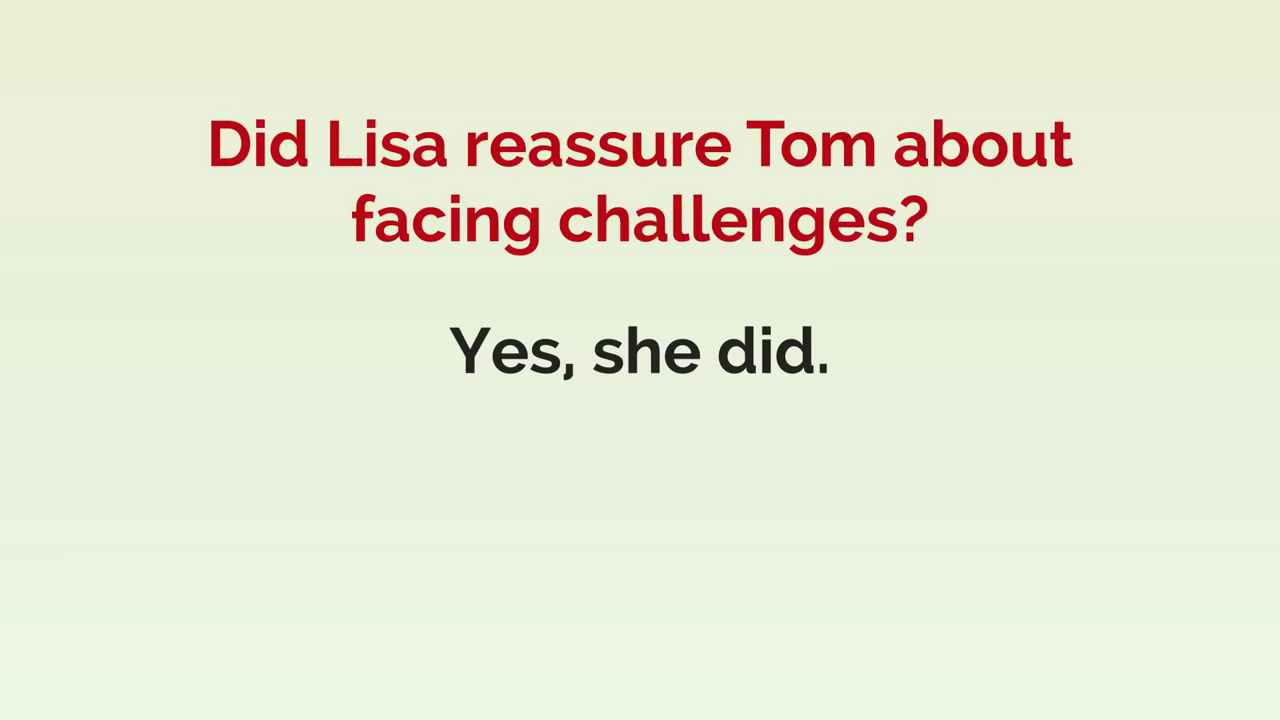 Did Lisa reassure Tom about
facing challenges?
Yes, she did.